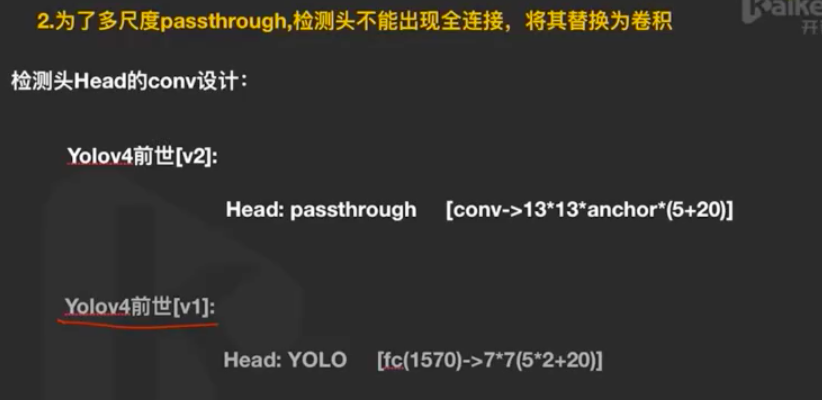 2.为了多尺度passthrough,检测头不能出现全连接，将其替换为卷积
检测头Head的conv设计：
Yolov4前世[v2]:
Head: passthrough [conv->13*13*anchor*(5+20)]
Yolov4前世[v1]:
Head: YOLO [fc(1570)->7*7(5*2+20)]